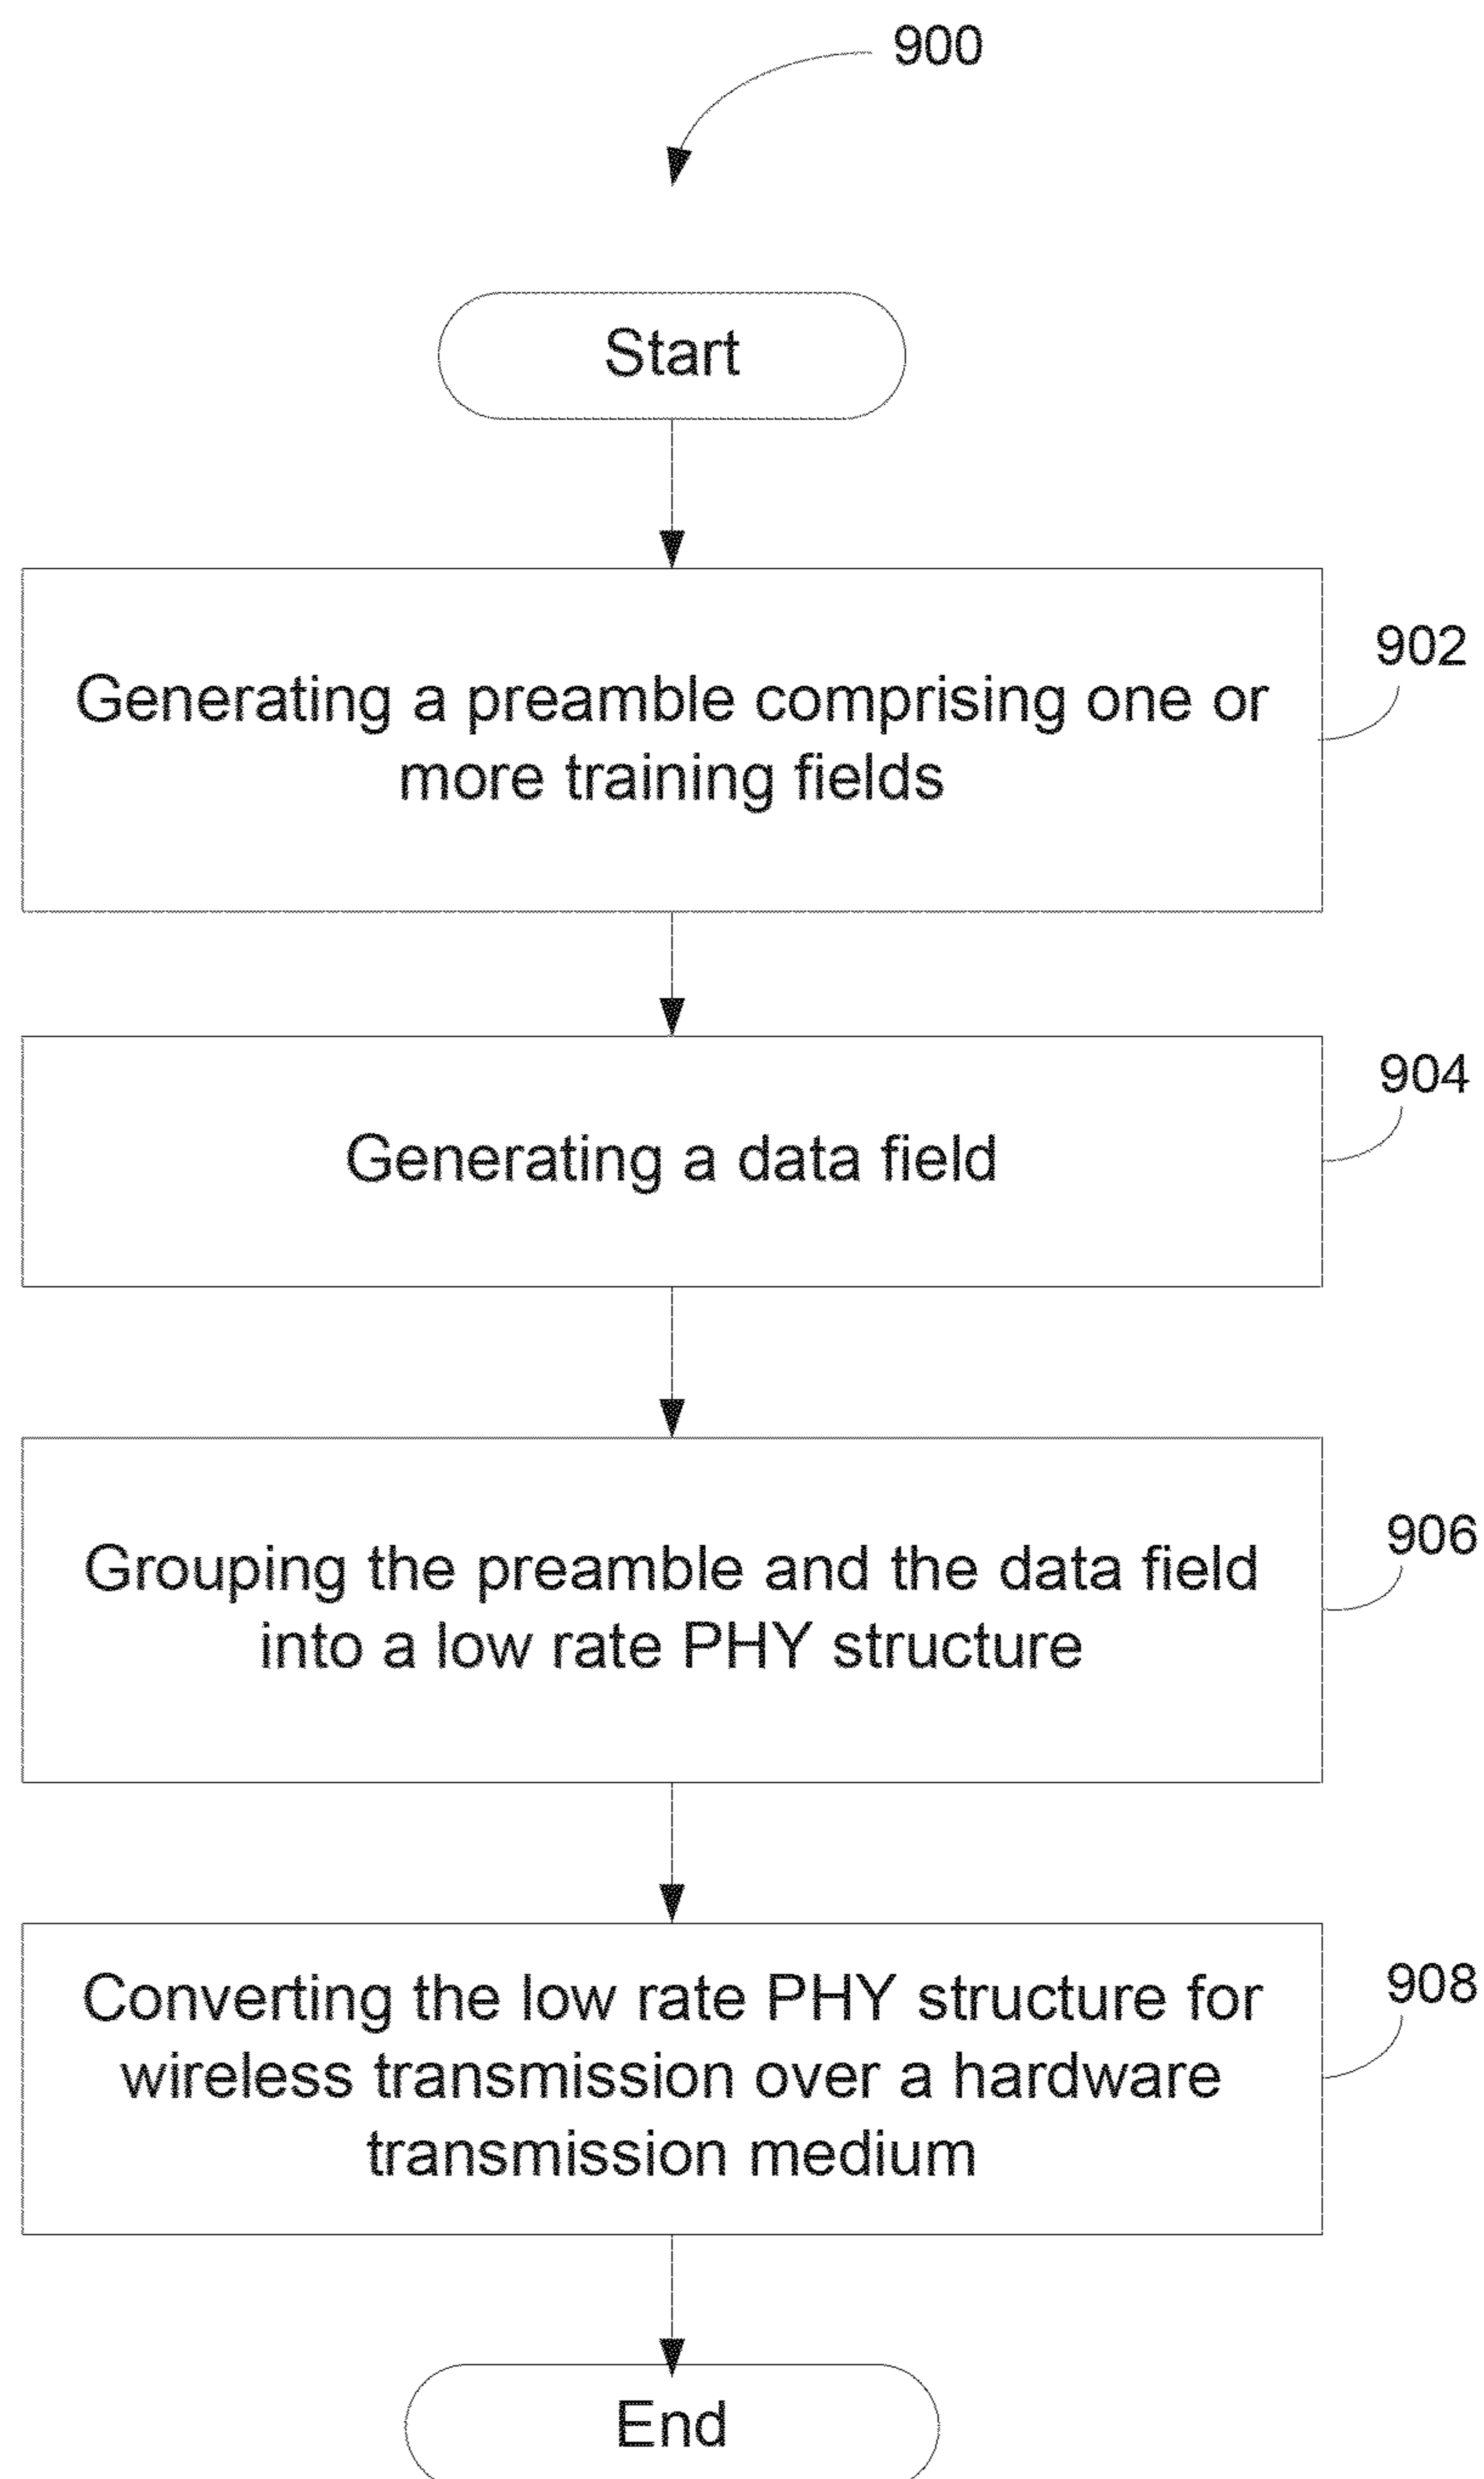 900
Start
902
Generating a preamble comprising one or
more training fields
904
Generating a data field
906
Grouping the preamble and the data field
into a low rate PHY structure
908
Converting the low rate PHY structure for
wireless transmission over a hardware
transmission medium
End